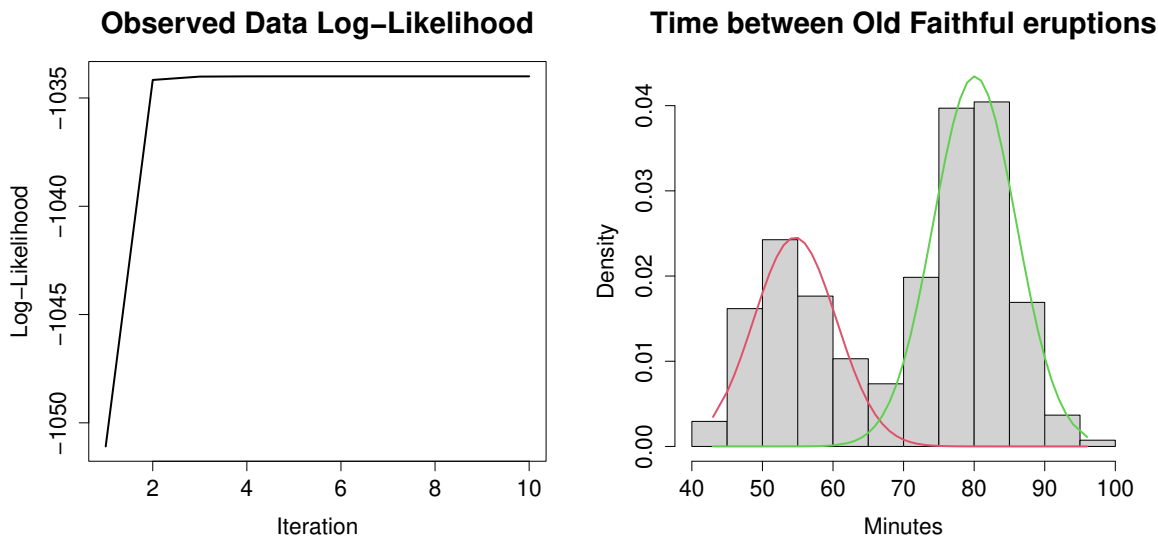 Observed Data Log−Likelihood
Log−Likelihood
−1035
−1040
−1045
−1050
2 4 6 8 10
Iteration
Time between Old Faithful eruptions
Density
0.04
0.03
0.02
0.01
0.00
40 50 60 70 80 90 100
Minutes